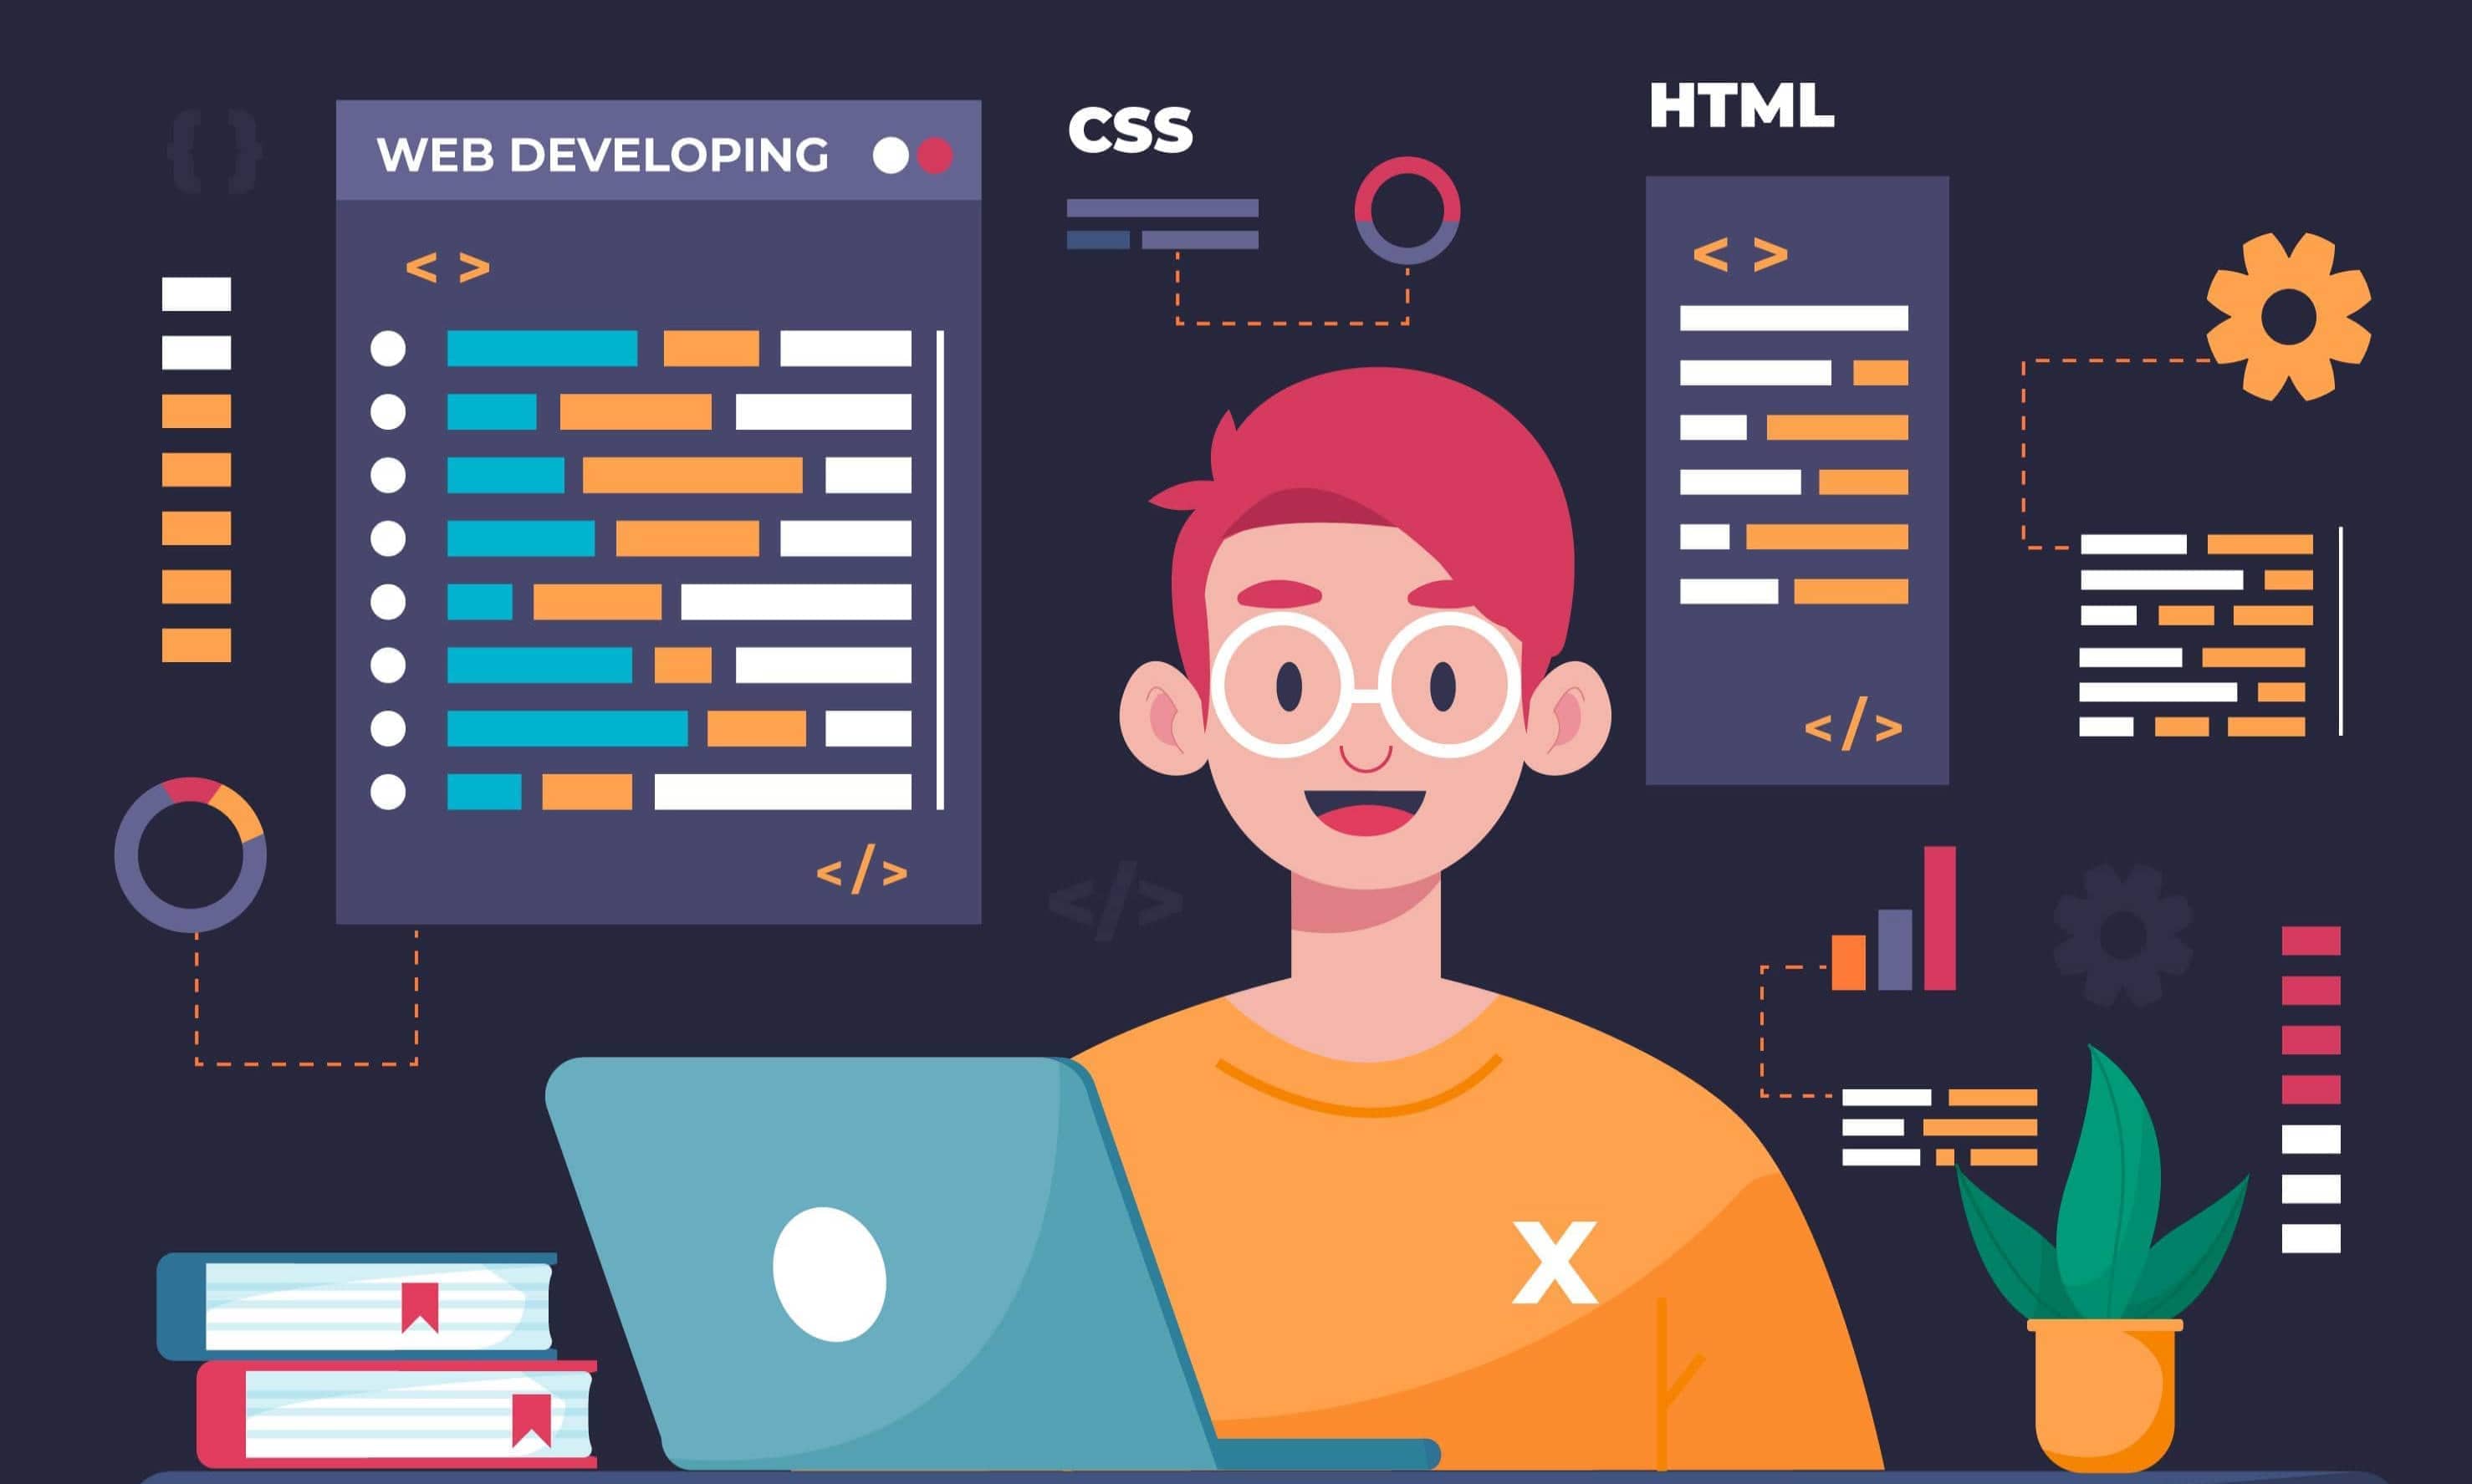 { }
WEB DEVELOPING
< >
</>
CSS
HTML
< >
</>
</>
X